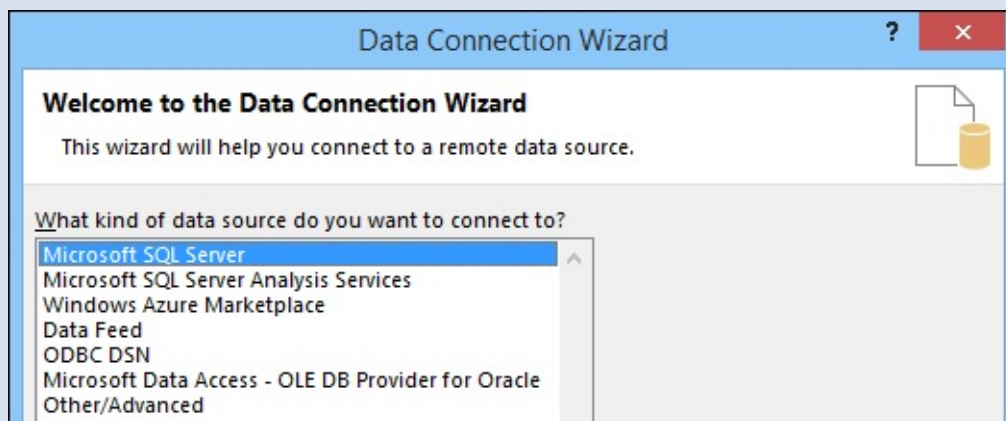 Data Connection Wizard
?
Welcome to the Data Connection Wizard
This wizard will help you connect to a remote data source.
What kind of data source do you want to connect to?
Microsoft SQL Server
Microsoft SQL Server Analysis Services
Windows Azure Marketplace
Data Feed
ODBC DSN
Microsoft Data Access - OLE DB Provider for Oracle
Other/Advanced